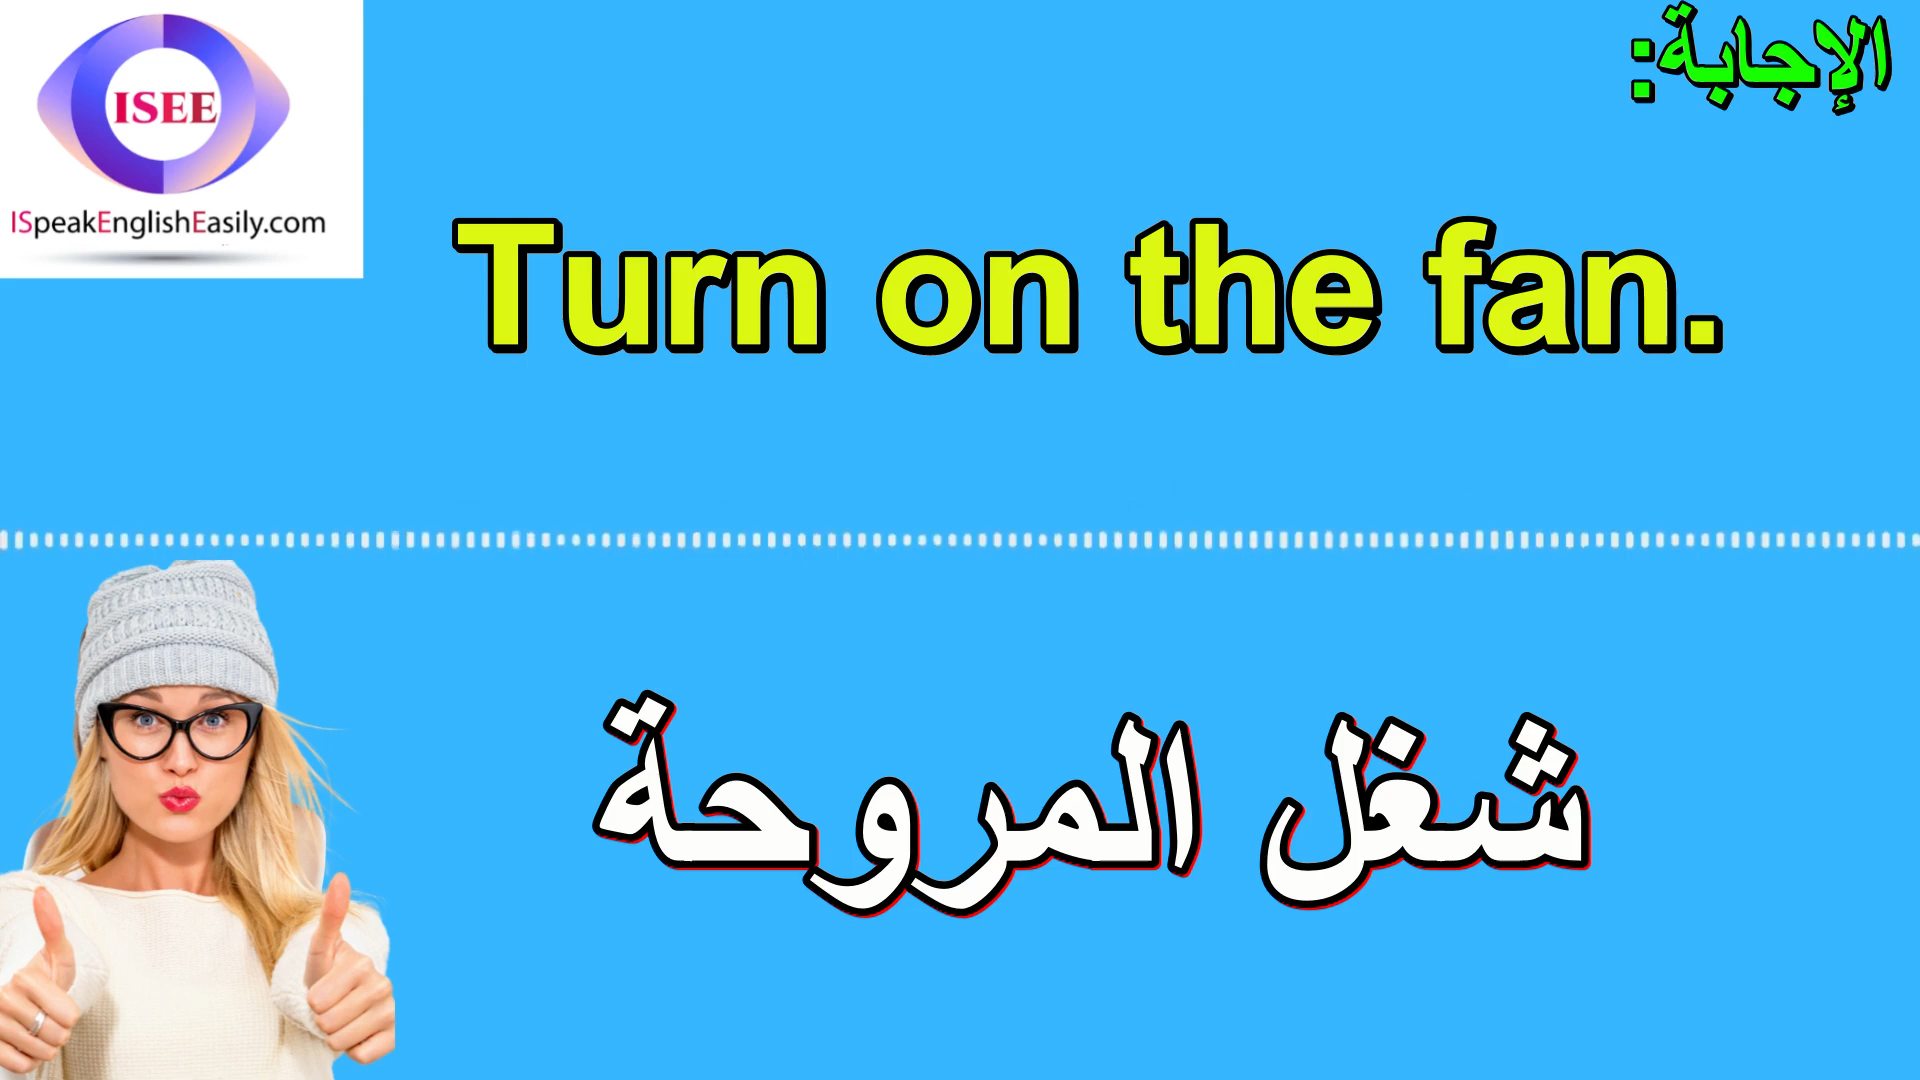 ISEE
ISpeakEnglishEasily.com
الإجابة:
Turn on the fan.
شغل المروحة